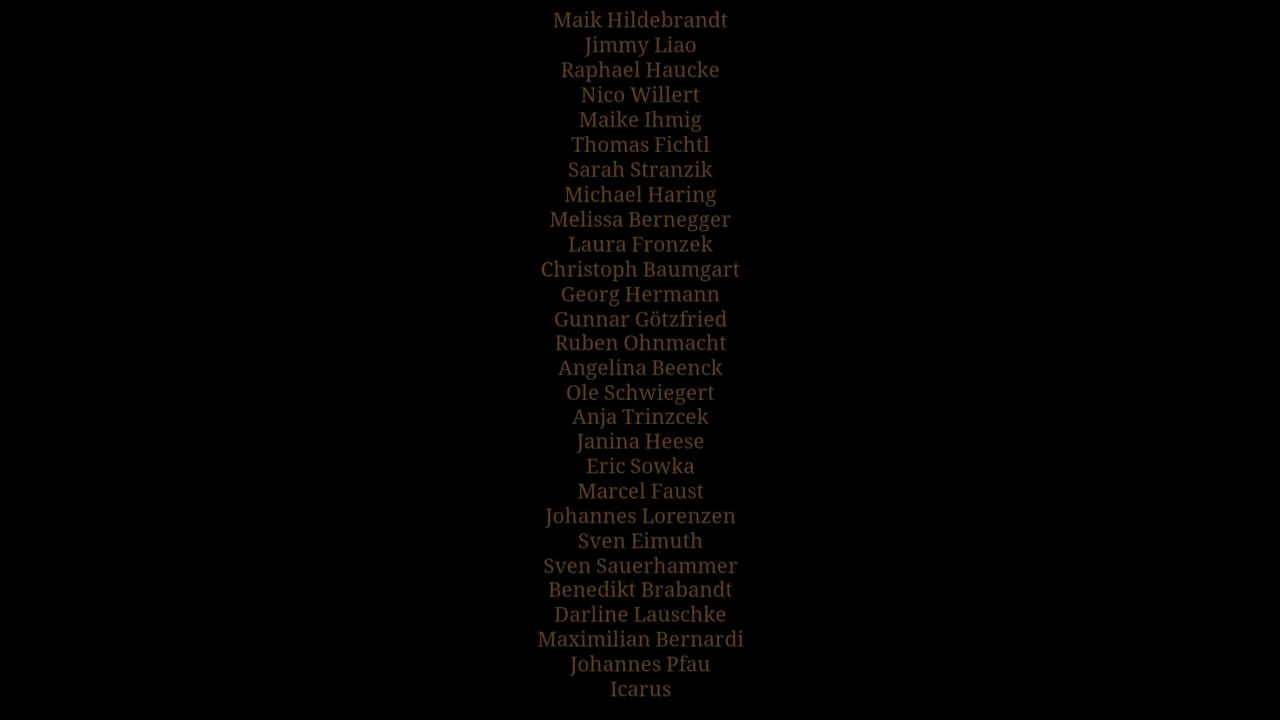 Maik Hildebrandt
Jimmy Liao
Raphael Haucke
Nico Willert
Maike Ihmig
Thomas Fichtl
Sarah Stranzik
Michael Haring
Melissa Bernegger
Laura Fronzek
Christoph Baumgart
Georg Hermann
Gunnar Götzfried
Ruben Ohnmacht
Angelina Beenck
Ole Schwiegert
Anja Trinzcek
Janina Heese
Eric Sowka
Marcel Faust
Johannes Lorenzen
Sven Eimuth
Sven Sauerhammer
Benedikt Brabandt
Darline Lauschke
Maximilian Bernardi
Johannes Pfau
Icarus